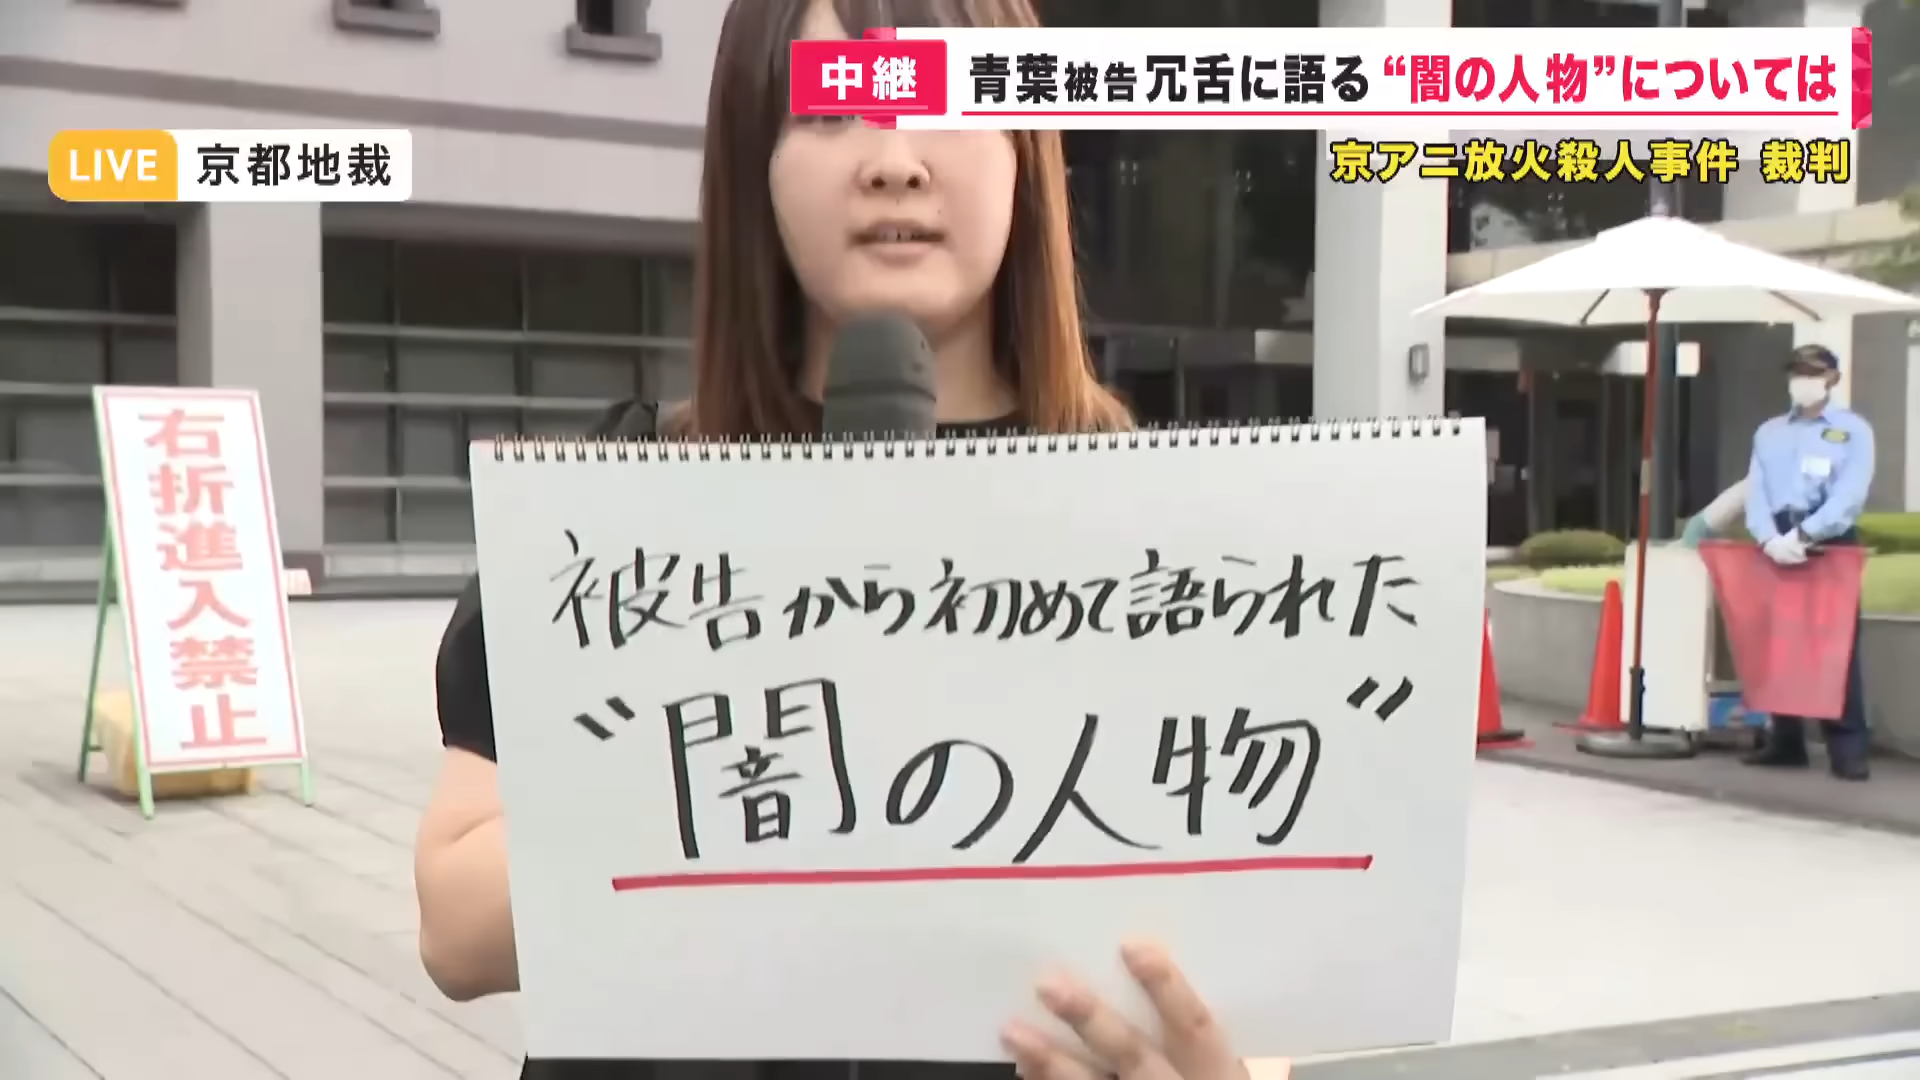 中継 青葉被告冗舌に語る“闇の人物”については
LIVE 京都地裁
京アニ放火殺人事件 裁判
右折進入禁止
被告から初めて語られた
“闇の人物”